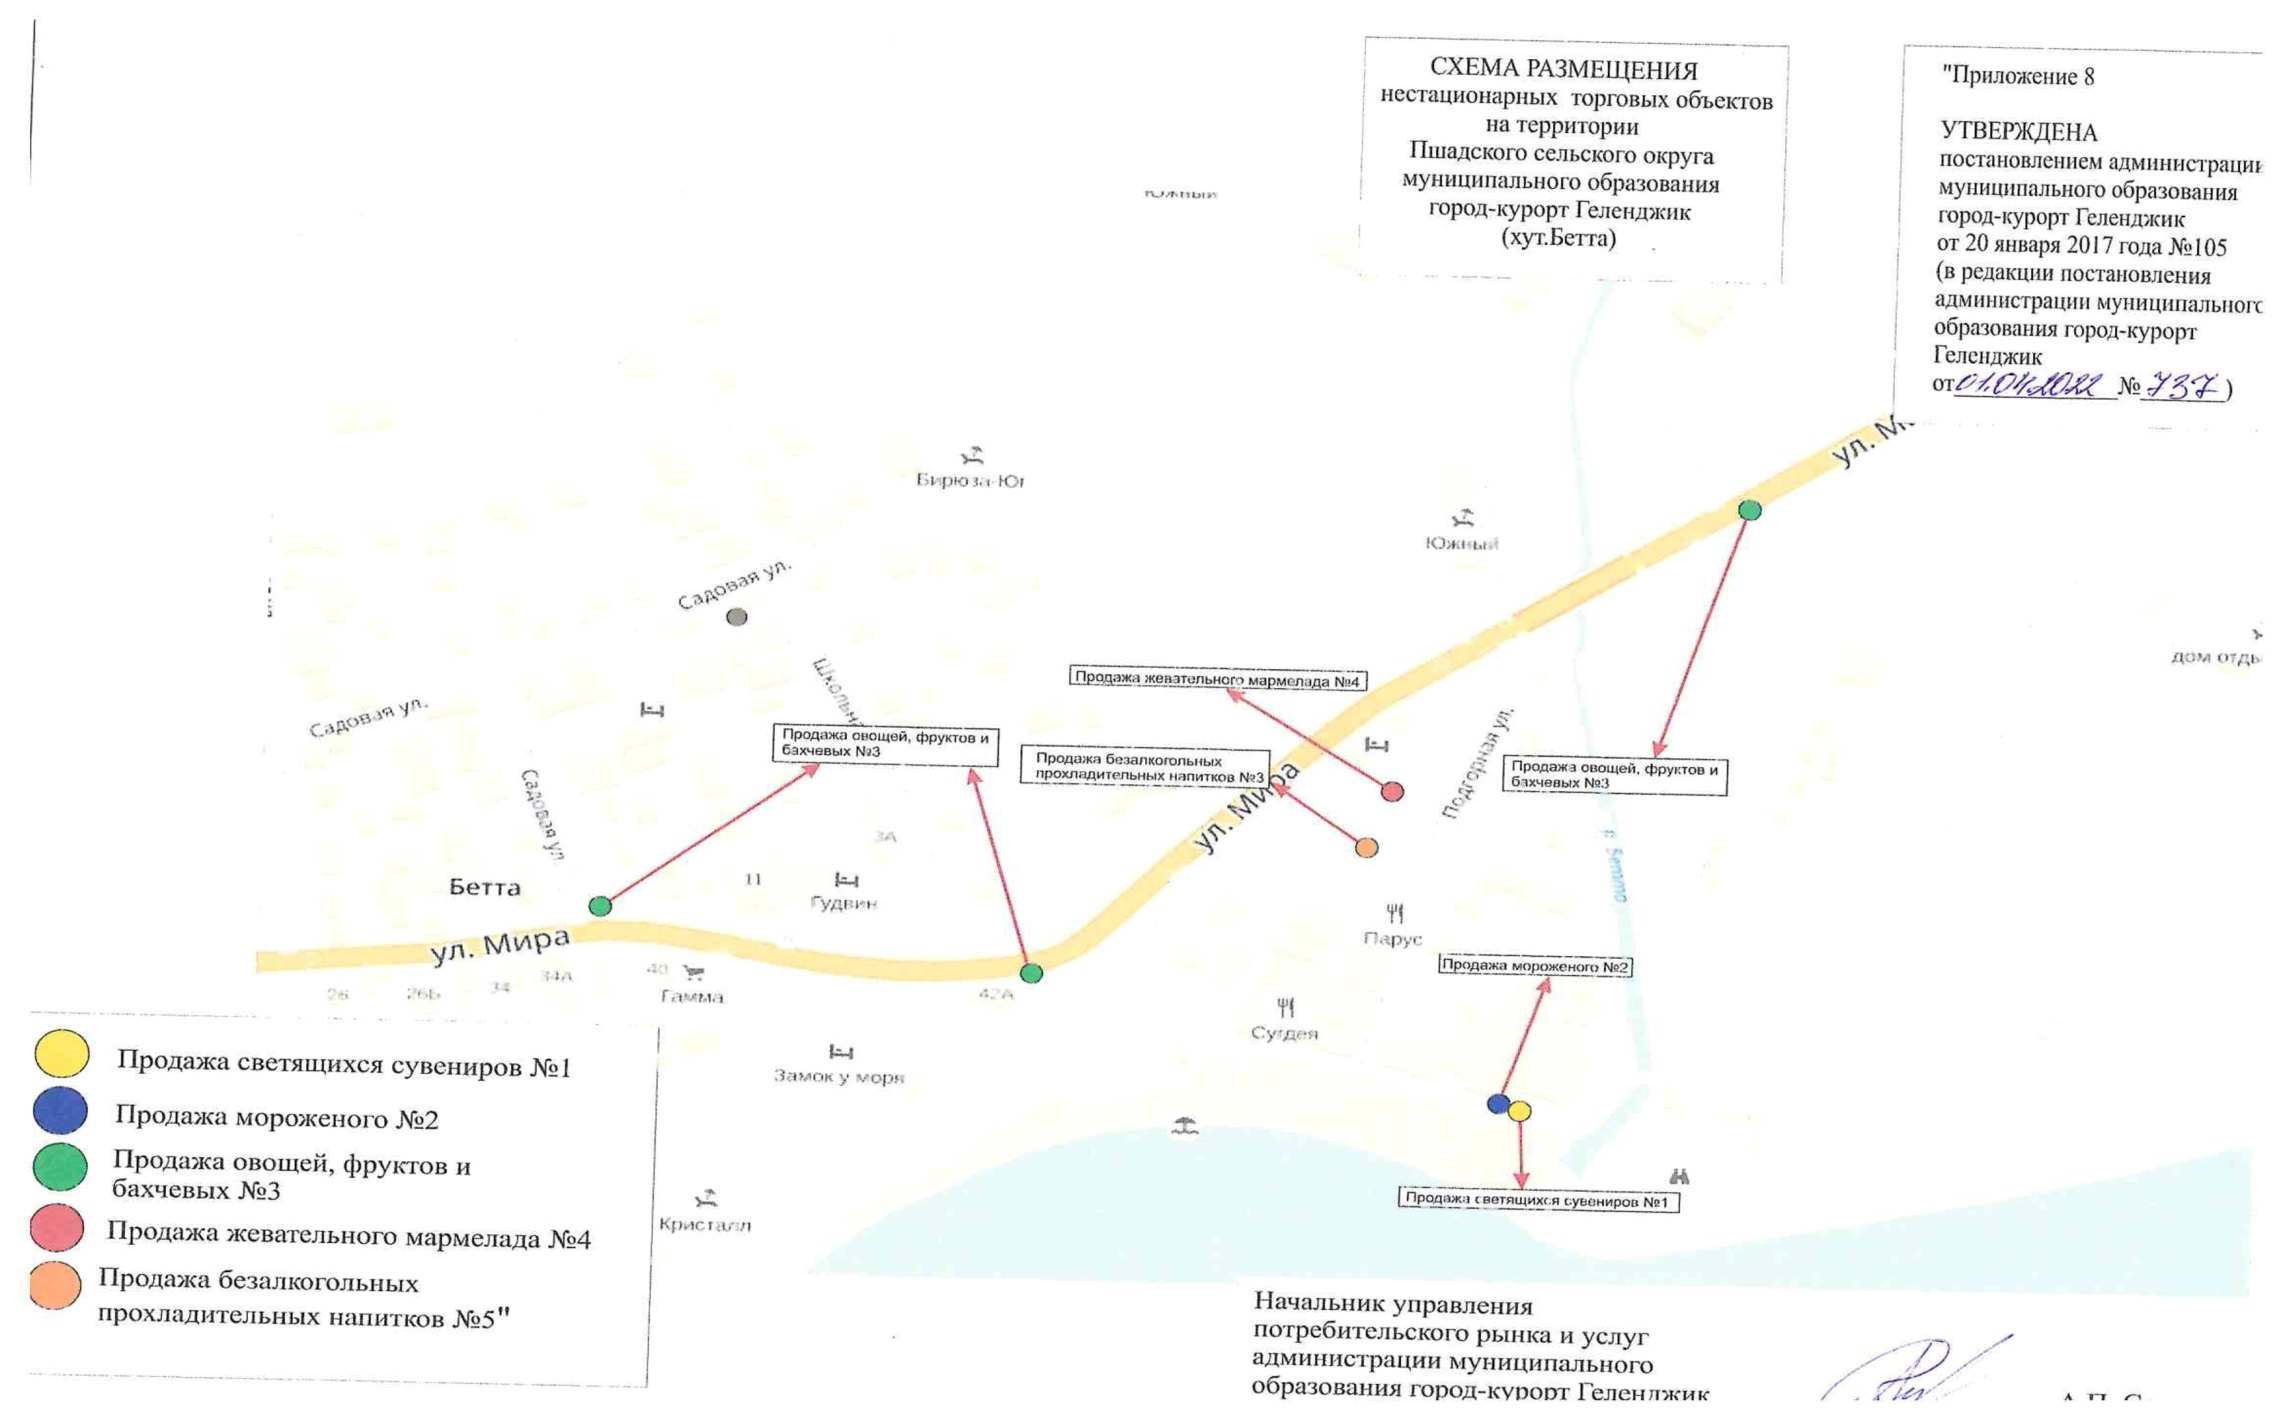 СХЕМА РАЗМЕЩЕНИЯ
нестационарных торговых объектов
на территории
Пшадского сельского округа
муниципального образования
город-курорт Геленджик
(хут.Бетта)
"Приложение 8
УТВЕРЖДЕНА
постановлением администрации
муниципального образования
город-курорт Геленджик
от 20 января 2017 года №105
(в редакции постановления
администрации муниципального
образования город-курорт
Геленджик
от 01.04.2022 № 737)
Южный
ул. М
Бирюза-Юг
Южный
Садовая ул.
дом отды
Школьн
Продажа жевательного мармелада №4
Садовая ул.
Подгорная ул.
Продажа овощей, фруктов и
бахчевых №3
Продажа безалкогольных
прохладительных напитков №3
Продажа овощей, фруктов и
бахчевых №3
ул. Мира
Садовая ул.
3А
р. Бетта
11
Бетта
Гудвин
Парус
ул. Мира
Продажа мороженого №2
26
26Б
34
34А
40
Гамма
42А
Сугдея
Замок у моря
Продажа светящихся сувениров №1
Кристалл
Продажа светящихся сувениров №1
Продажа мороженого №2
Продажа овощей, фруктов и
бахчевых №3
Продажа жевательного мармелада №4
Продажа безалкогольных
прохладительных напитков №5"
Начальник управления
потребительского рынка и услуг
администрации муниципального
образования город-курорт Геленджик